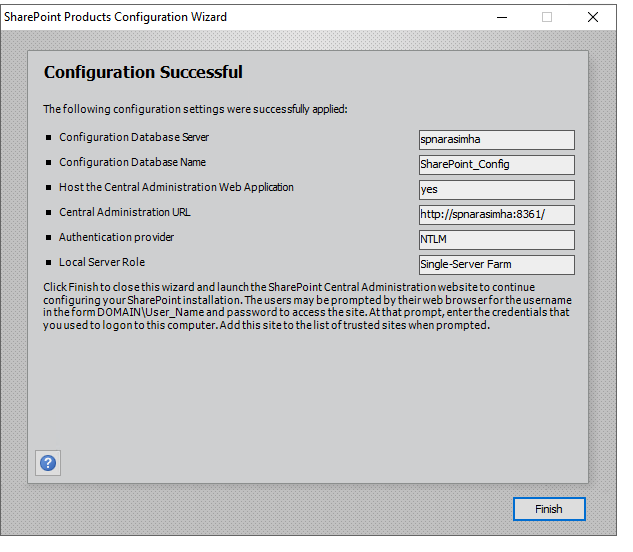 SharePoint Products Configuration Wizard
Configuration Successful
The following configuration settings were successfully applied:
Configuration Database Server spnarasimha
Configuration Database Name SharePoint_Config
Host the Central Administration Web Application yes
Central Administration URL http://spnarasimha:8361/
Authentication provider NTLM
Local Server Role Single-Server Farm
Click Finish to close this wizard and launch the SharePoint Central Administration website to continue
configuring your SharePoint installation. The users may be prompted by their web browser for the username
in the form DOMAIN\User_Name and password to access the site. At that prompt, enter the credentials that
you used to logon to this computer. Add this site to the list of trusted sites when prompted.
?
Finish